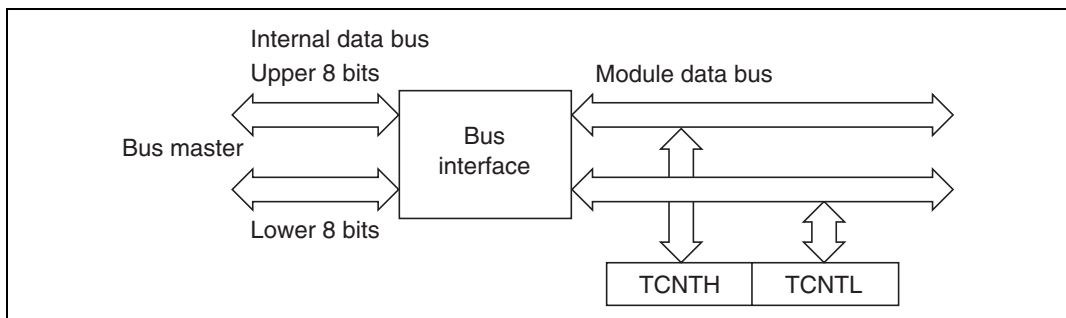 Internal data bus
Upper 8 bits
Module data bus
Bus master
Bus
interface
Lower 8 bits
TCNTH
TCNTL